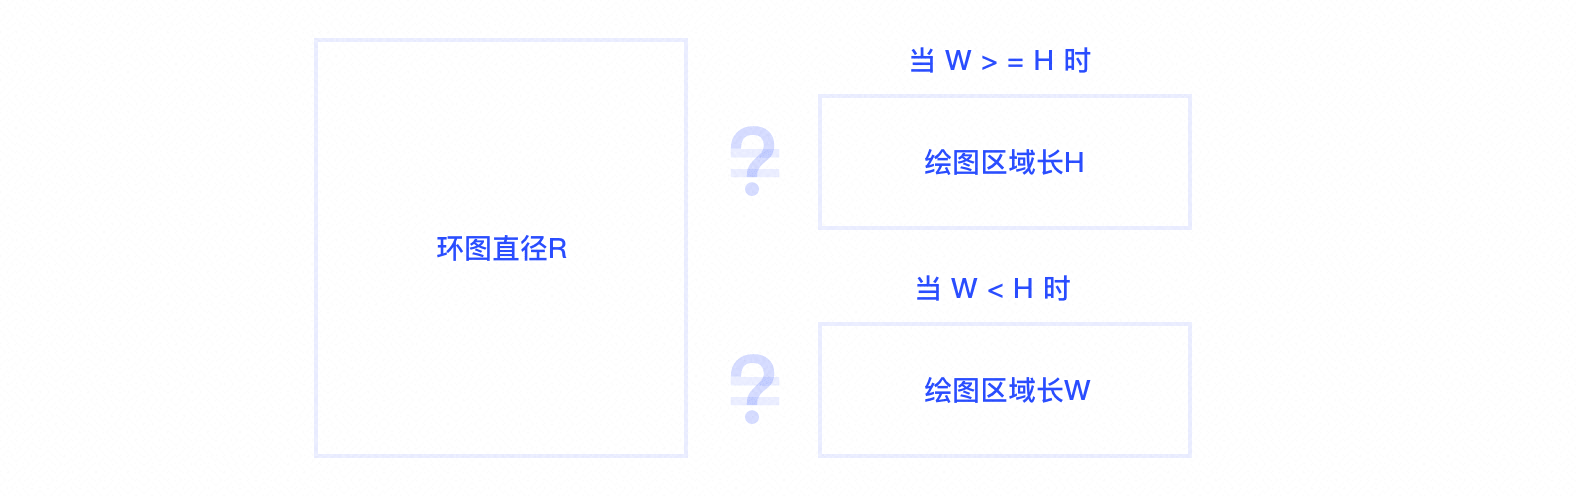 环图直径R
当 W > = H 时
?
=
绘图区域长H
当 W < H 时
?
=
绘图区域长W